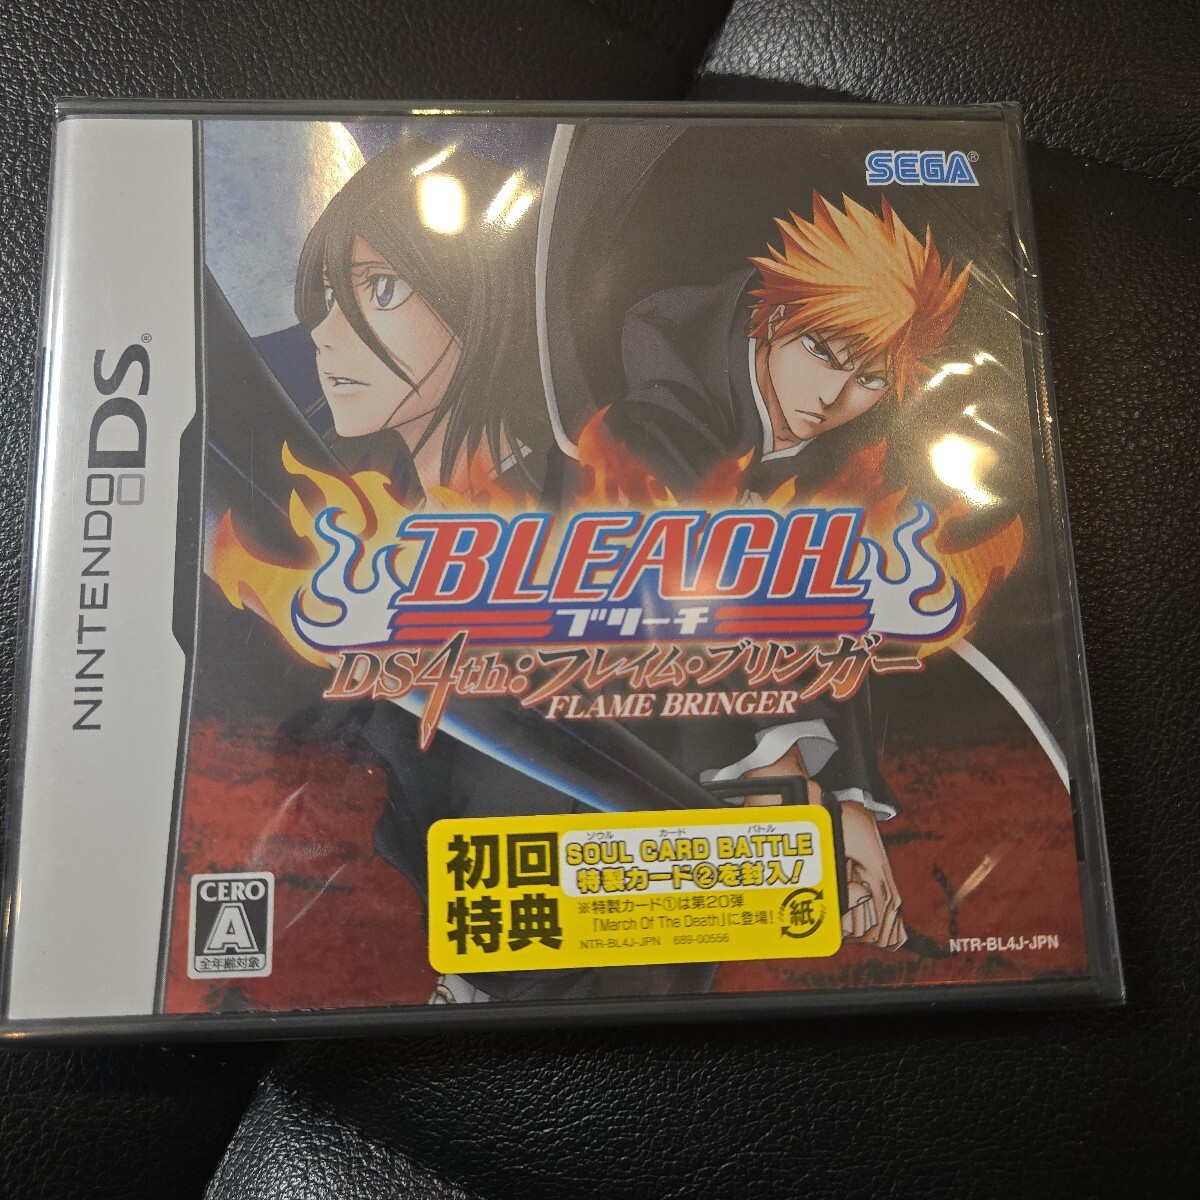 SEGA®
NINTENDODS®
BLEACH
ブリーチ
DS4th:フレイム・ブリンガー
FLAME BRINGER
初回
特典
ソウル カード バトル
SOUL CARD BATTLE
特製カード②を封入!
※特製カード①は第20弾
「March Of The Death」に登場!
紙
NTR-BL4J-JPN 689-00556
CERO
A
全年齢対象
NTR-BL4J-JPN